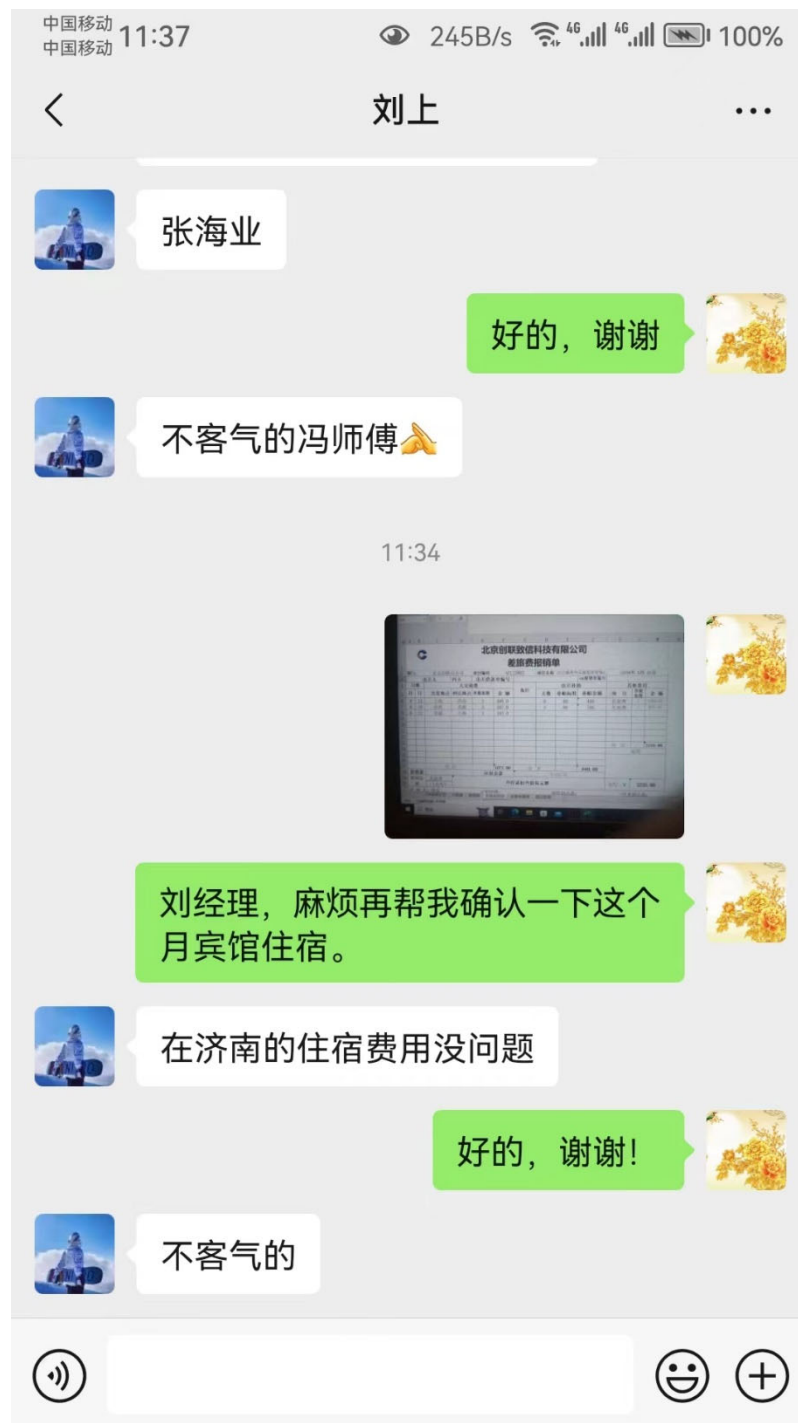 中国移动
中国移动 11:37 245B/s 4G 4G 100%
刘上
张海业
好的，谢谢
不客气的冯师傅
11:34
北京创联致信科技有限公司
差旅费报销单
刘经理，麻烦再帮我确认一下这个
月宾馆住宿。
在济南的住宿费用没问题
好的，谢谢！
不客气的